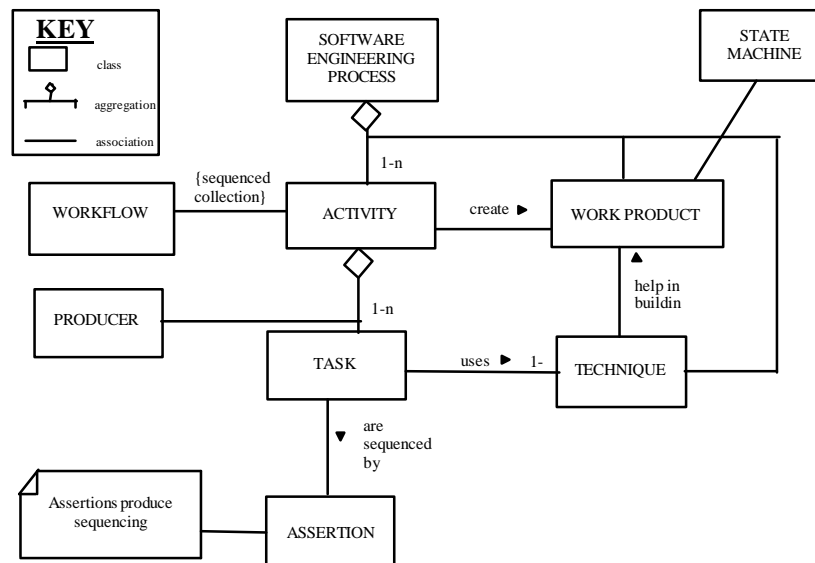 KEY
class
aggregation
association
SOFTWARE
ENGINEERING
PROCESS
STATE
MACHINE
1-n
{sequenced
collection}
WORKFLOW
ACTIVITY
create
WORK PRODUCT
PRODUCER
1-n
help in
buildin
TASK
uses
1-
TECHNIQUE
are
sequenced
by
Assertions produce
sequencing
ASSERTION